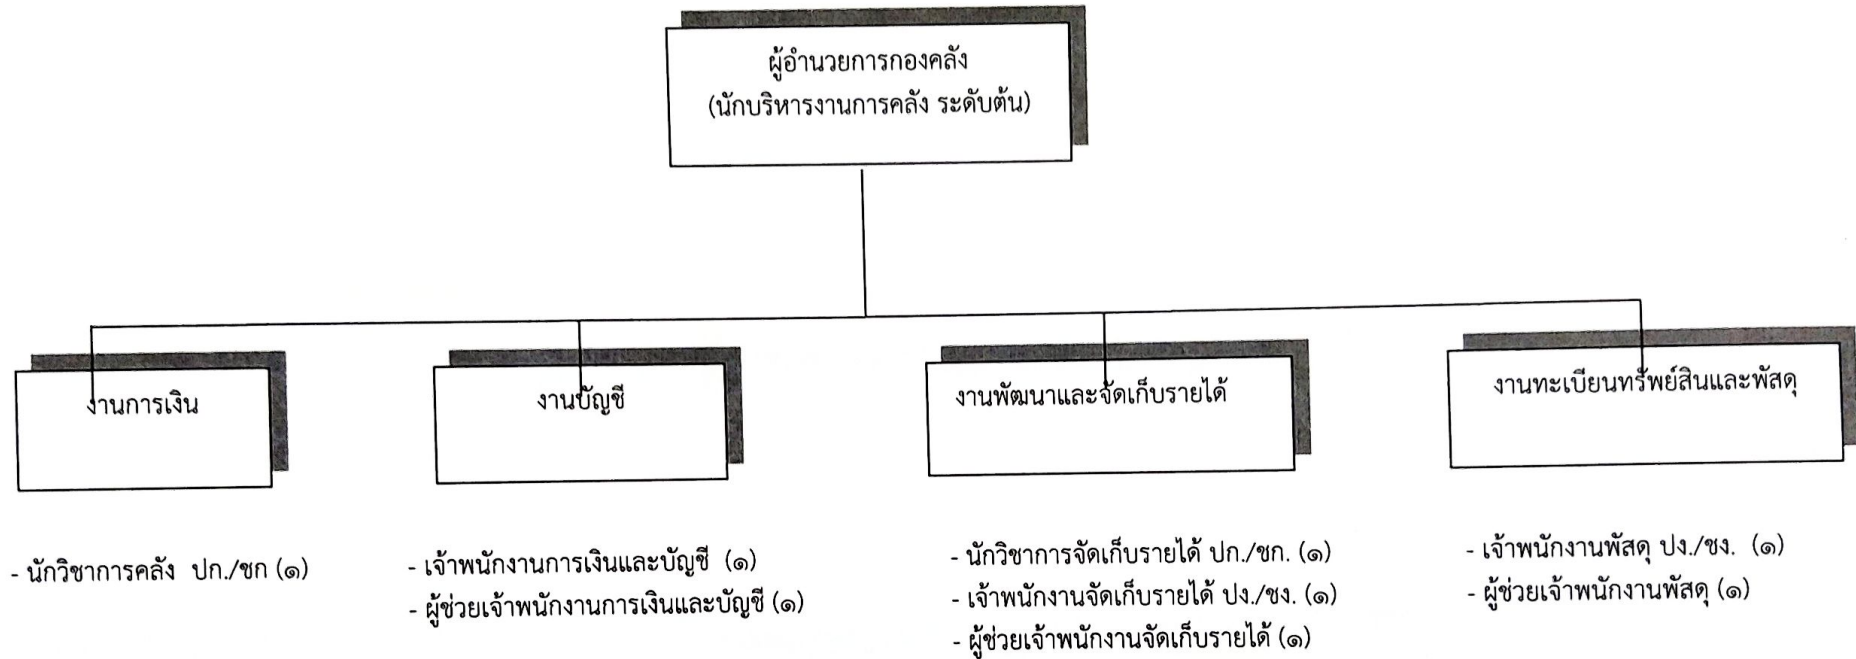 ผู้อำนวยการกองคลัง
(นักบริหารงานการคลัง ระดับต้น)
งานการเงิน
- นักวิชาการคลัง ปก./ชก (๑)
งานบัญชี
- เจ้าพนักงานการเงินและบัญชี (๑)
- ผู้ช่วยเจ้าพนักงานการเงินและบัญชี (๑)
งานพัฒนาและจัดเก็บรายได้
- นักวิชาการจัดเก็บรายได้ ปก./ชก. (๑)
- เจ้าพนักงานจัดเก็บรายได้ ปง./ชง. (๑)
- ผู้ช่วยเจ้าพนักงานจัดเก็บรายได้ (๑)
งานทะเบียนทรัพย์สินและพัสดุ
- เจ้าพนักงานพัสดุ ปง./ชง. (๑)
- ผู้ช่วยเจ้าพนักงานพัสดุ (๑)